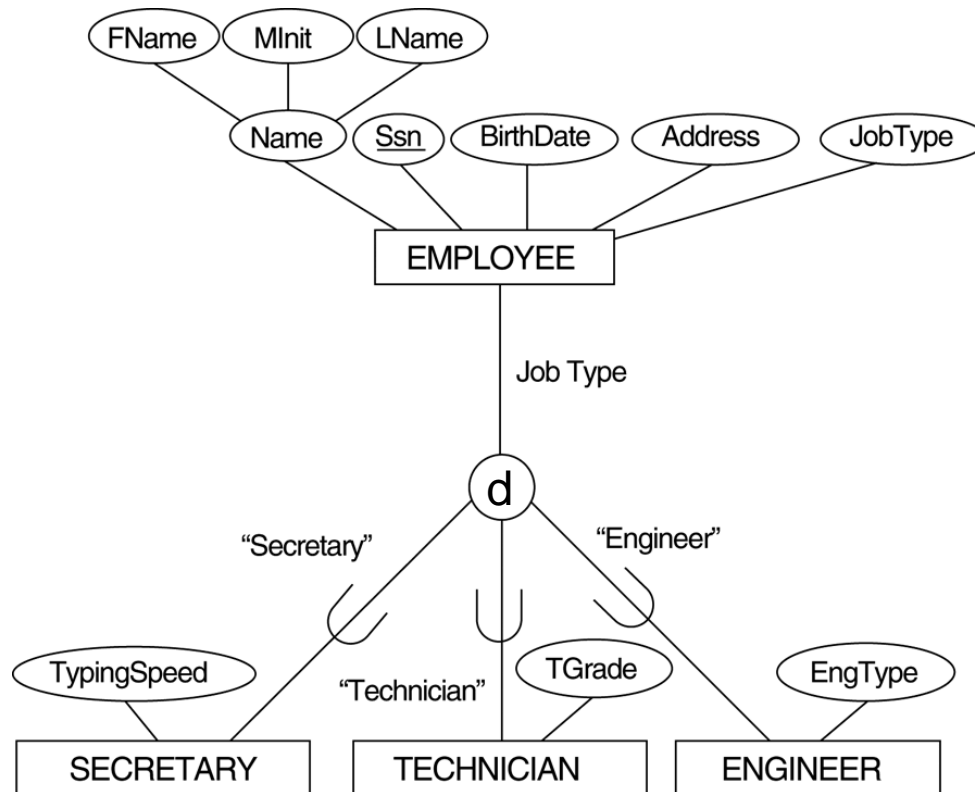 FName MInit LName
Name Ssn BirthDate Address JobType
EMPLOYEE
Job Type
d
“Secretary” “Engineer”
TypingSpeed “Technician” TGrade EngType
SECRETARY TECHNICIAN ENGINEER